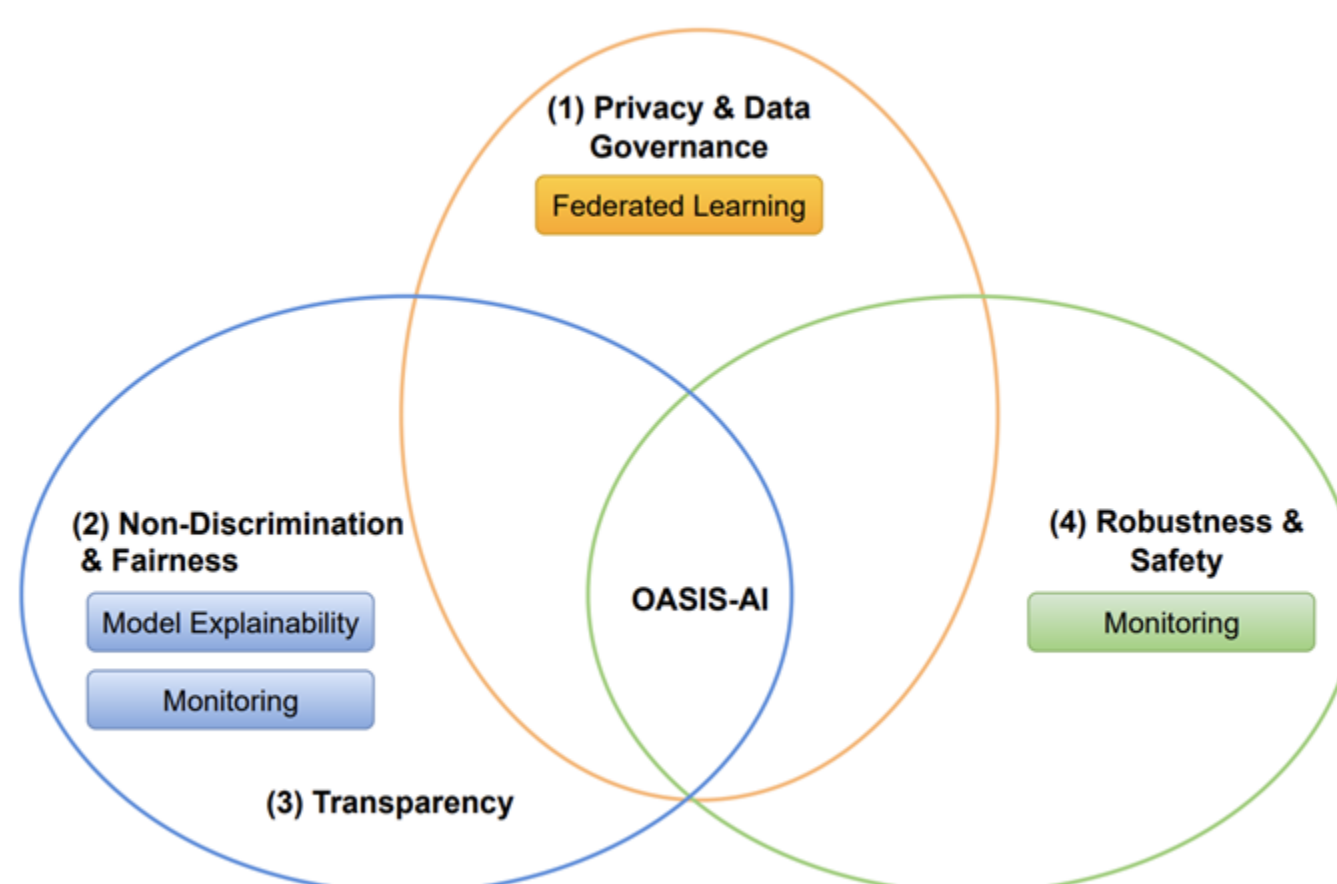 (1) Privacy & Data
Governance
Federated Learning
(2) Non-Discrimination
& Fairness
Model Explainability
Monitoring
(3) Transparency
OASIS-AI
(4) Robustness &
Safety
Monitoring